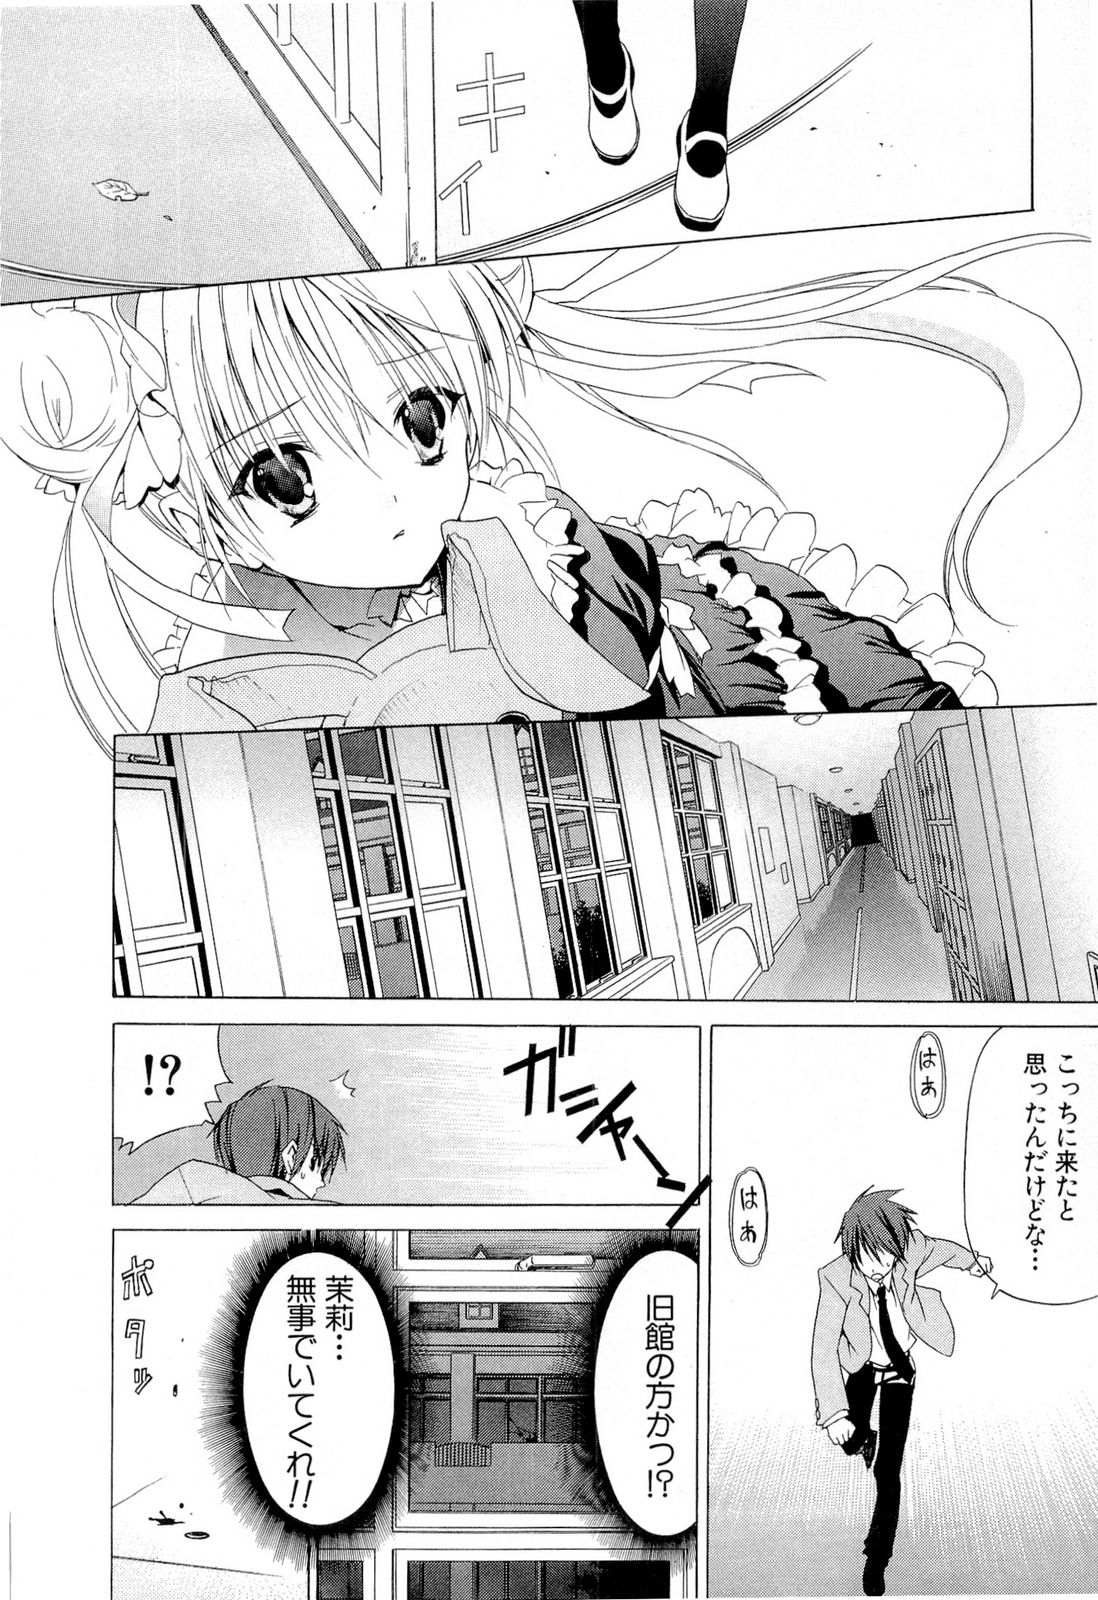 キイ
こっちに来たと
思ったんだけどな…
はぁ
はぁ
ガシャーン
!?
旧館の方かっ!?
茉莉…
無事でいてくれ!!
ポタッ